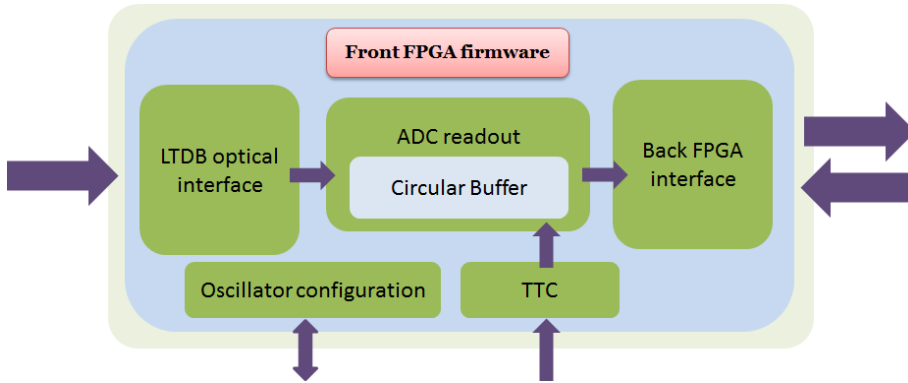 Front FPGA firmware
LTDB optical
interface
ADC readout
Circular Buffer
Back FPGA
interface
Oscillator configuration
TTC